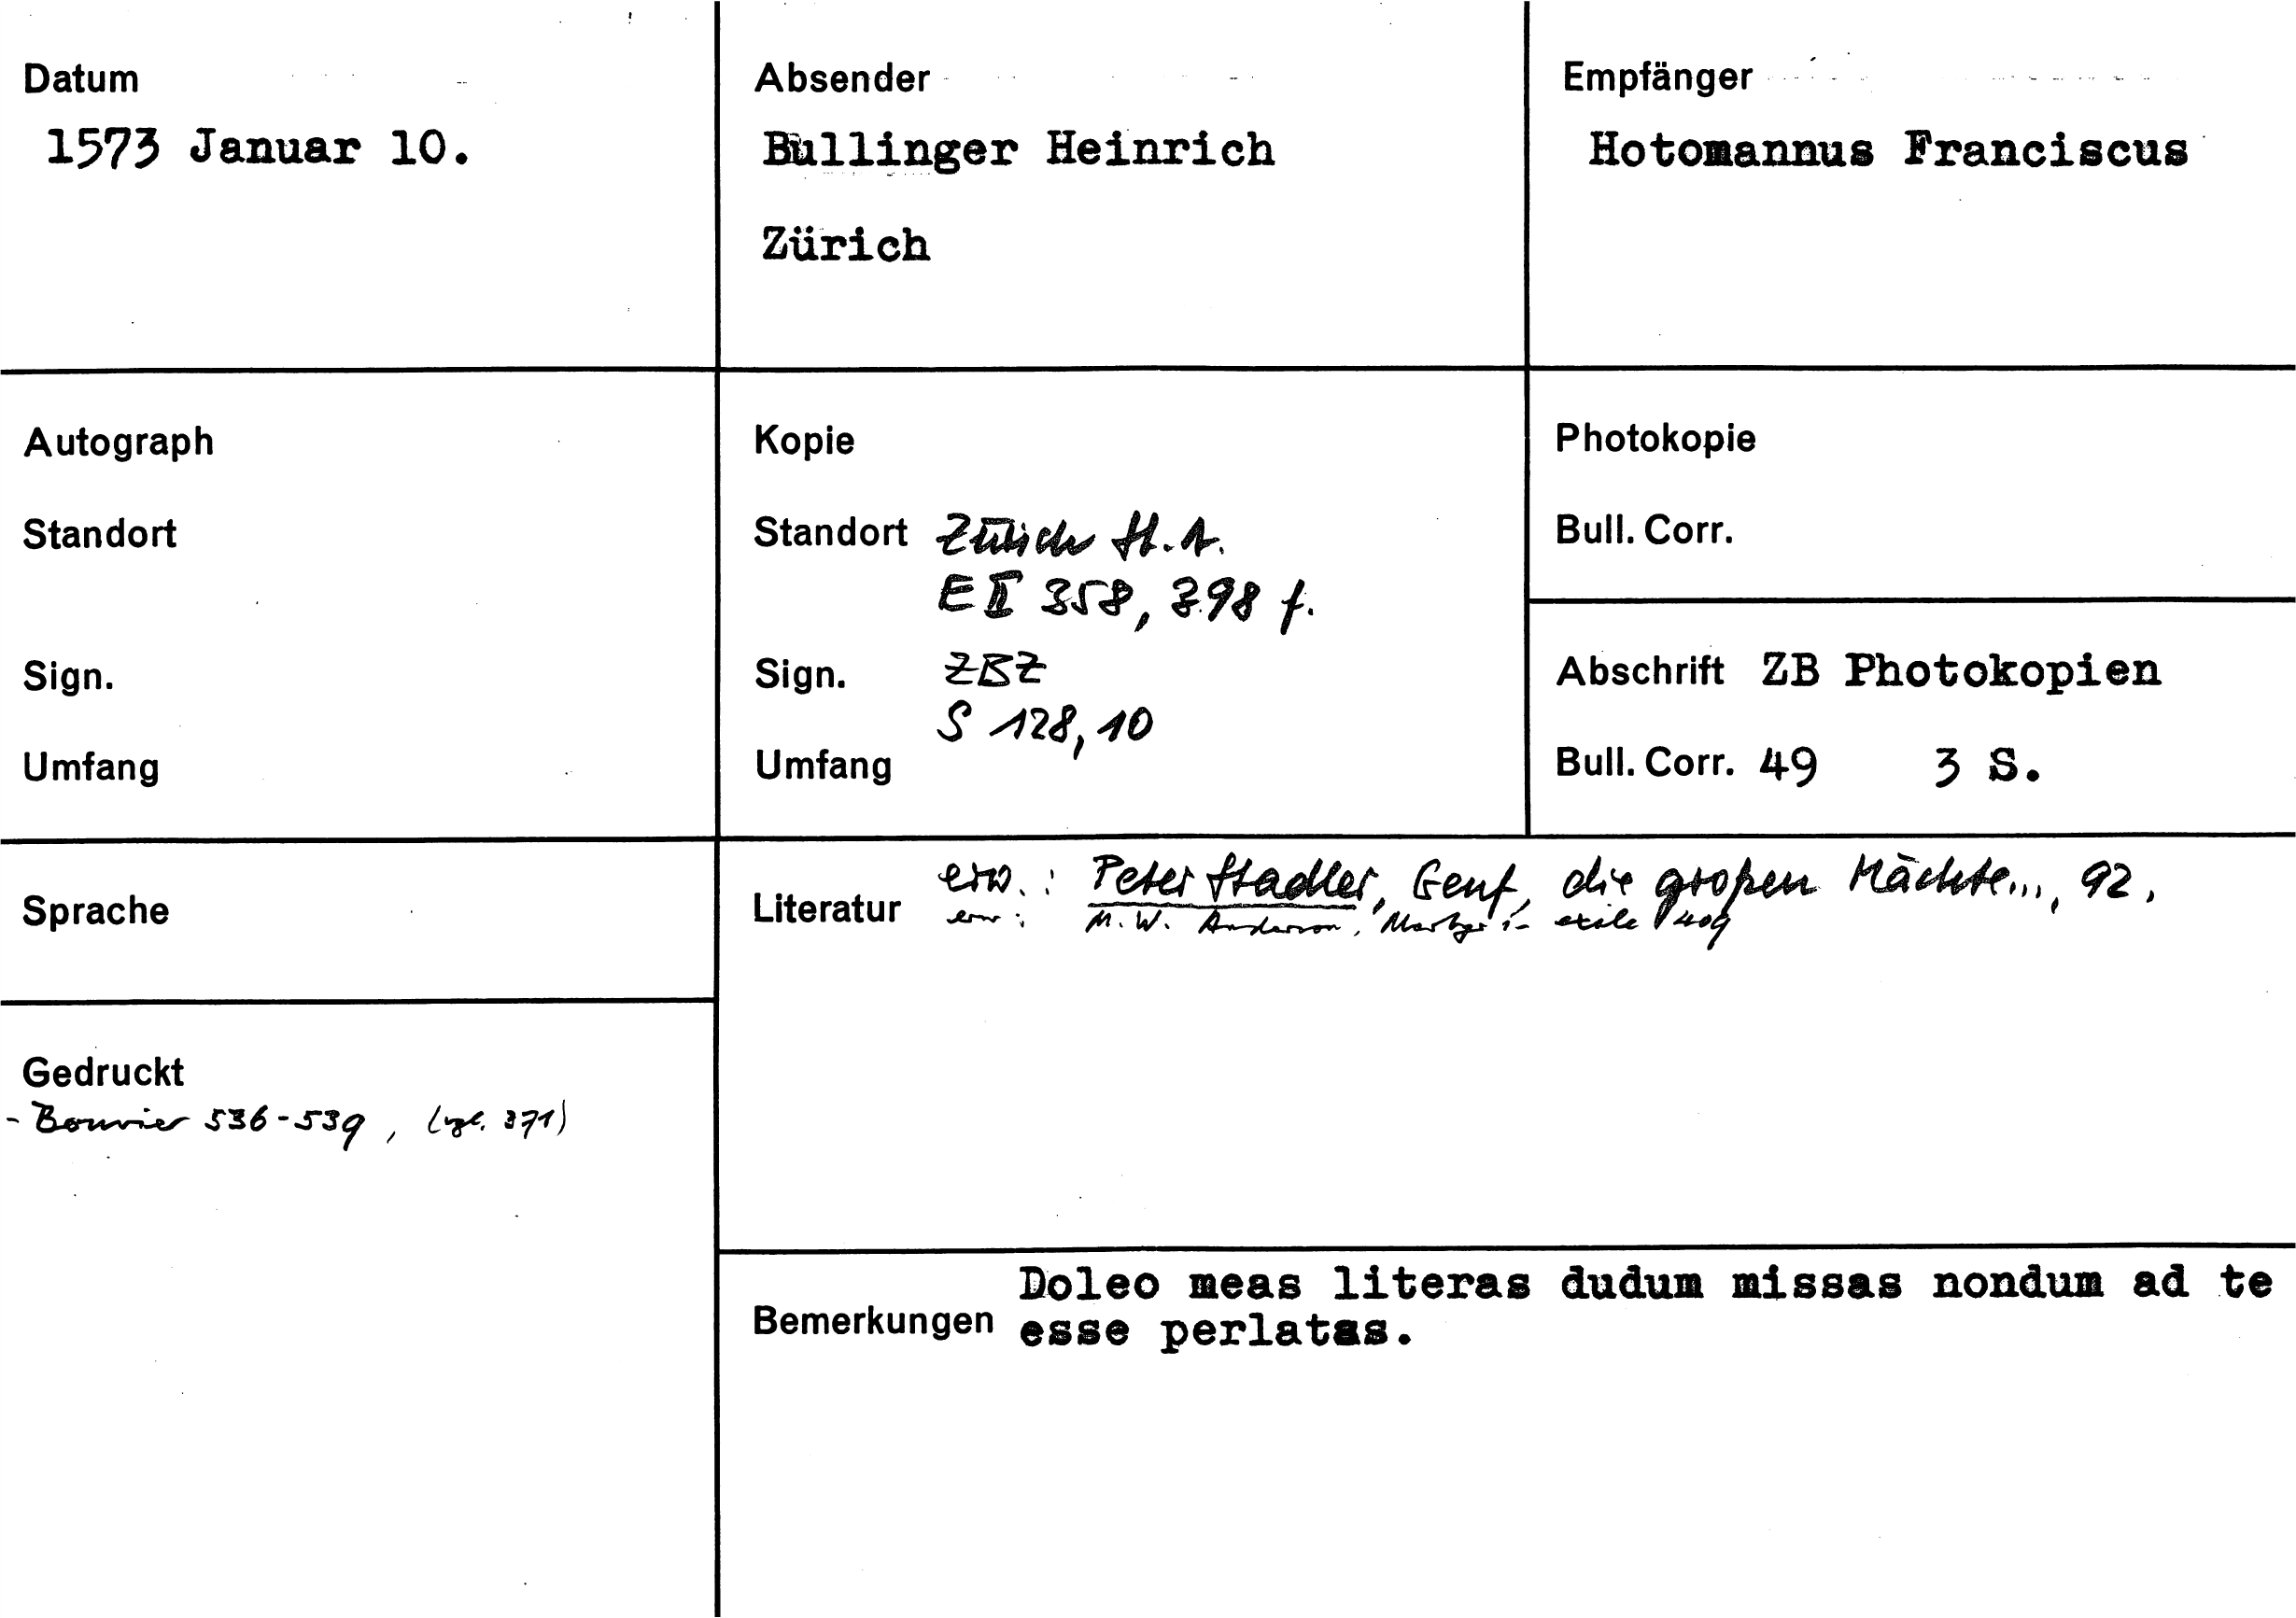 Datum
1573 Januar 10.
Absender
Bullinger Heinrich
Zürich
Empfänger
Hotomannus Franciscus
Autograph
Standort
Sign.
Umfang
Kopie
Standort Zürich St.A.
E II 358, 398 f.
Sign. ZBZ
S 128, 10
Umfang
Photokopie
Bull. Corr.
Abschrift ZB Photokopien
Bull. Corr. 49 3 S.
Sprache
Gedruckt
- Bouvier 536-539, (vgl. 371)
Literatur erw.: Peter Stadler, Genf, die großen Mächte..., 92.
erw: M. W. Anderson, Martyr in exile 409
Bemerkungen Doleo meas literas dudum missas nondum ad te
esse perlatas.